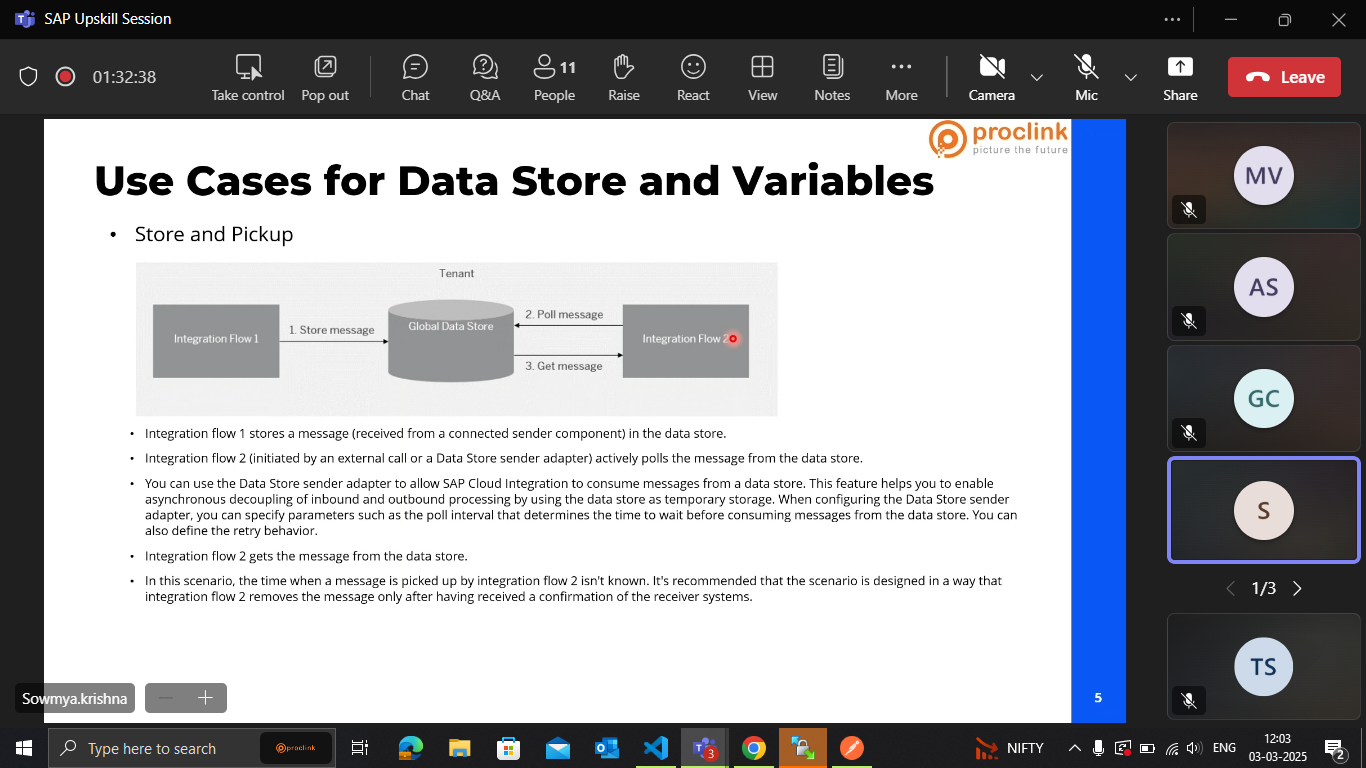 SAP Upskill Session
01:32:38
Take control
Pop out
Chat
Q&A
11
People
Raise
React
View
Notes
More
Camera
Mic
Share
Leave
proclink
picture the future
Use Cases for Data Store and Variables
• Store and Pickup
Tenant
Integration Flow 1
1. Store message
Global Data Store
2. Poll message
3. Get message
Integration Flow 2
• Integration flow 1 stores a message (received from a connected sender component) in the data store.
• Integration flow 2 (initiated by an external call or a Data Store sender adapter) actively polls the message from the data store.
• You can use the Data Store sender adapter to allow SAP Cloud Integration to consume messages from a data store. This feature helps you to enable
asynchronous decoupling of inbound and outbound processing by using the data store as temporary storage. When configuring the Data Store sender
adapter, you can specify parameters such as the poll interval that determines the time to wait before consuming messages from the data store. You can
also define the retry behavior.
• Integration flow 2 gets the message from the data store.
• In this scenario, the time when a message is picked up by integration flow 2 isn't known. It's recommended that the scenario is designed in a way that
integration flow 2 removes the message only after having received a confirmation of the receiver systems.
5
Sowmya.krishna
MV
AS
GC
S
1/3
TS
Type here to search
proclink
3
NIFTY
ENG
12:03
03-03-2025
2